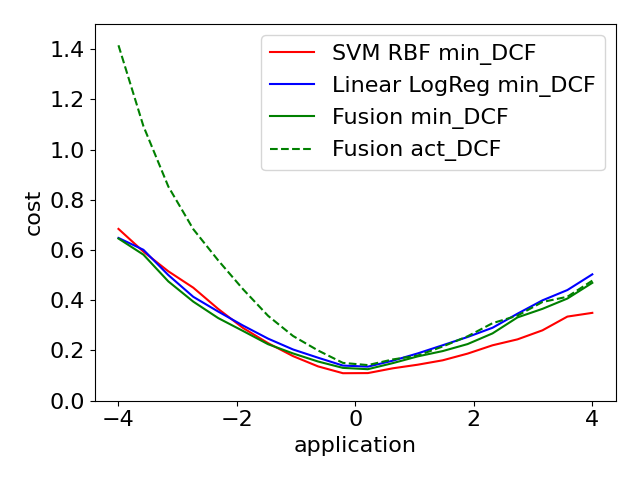 1.4
1.2
1.0
0.8
0.6
0.4
0.2
0.0
cost
SVM RBF min_DCF
Linear LogReg min_DCF
Fusion min_DCF
Fusion act_DCF
−4
−2
0
2
4
application